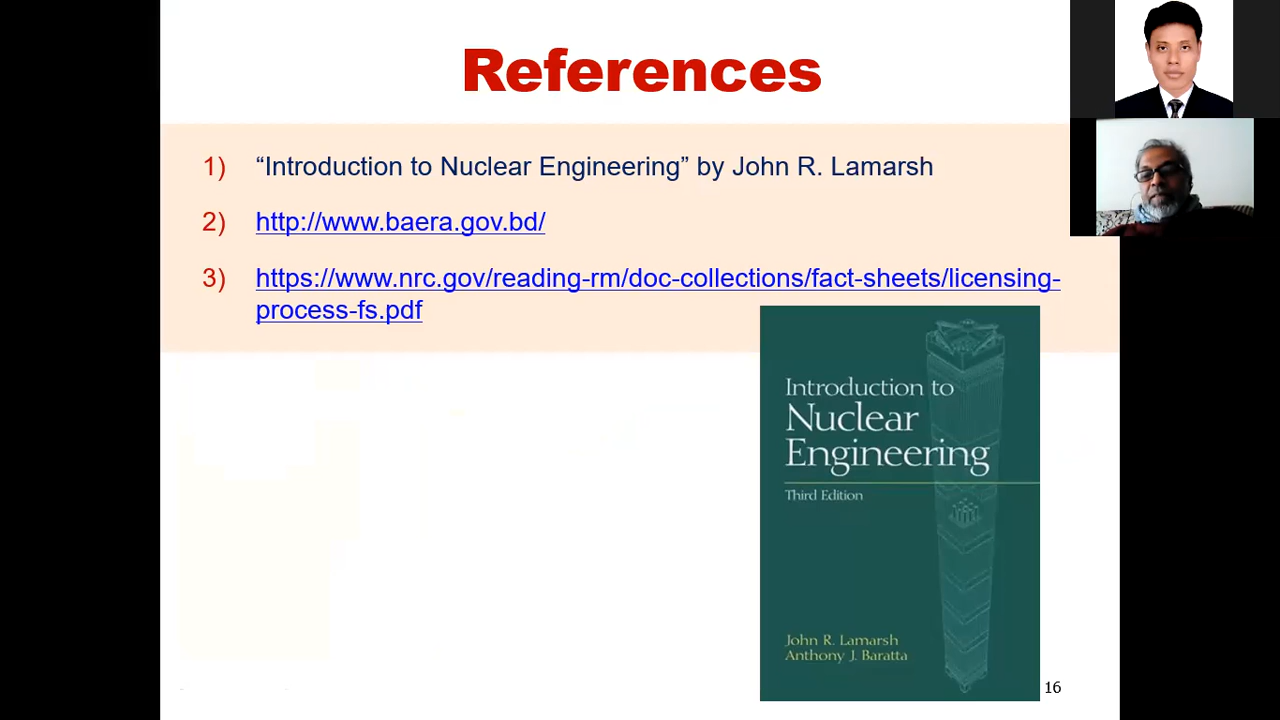 References
1) “Introduction to Nuclear Engineering” by John R. Lamarsh
2) http://www.baera.gov.bd/
3) https://www.nrc.gov/reading-rm/doc-collections/fact-sheets/licensing-
process-fs.pdf
Introduction to
Nuclear
Engineering
Third Edition
John R. Lamarsh
Anthony J. Baratta
16